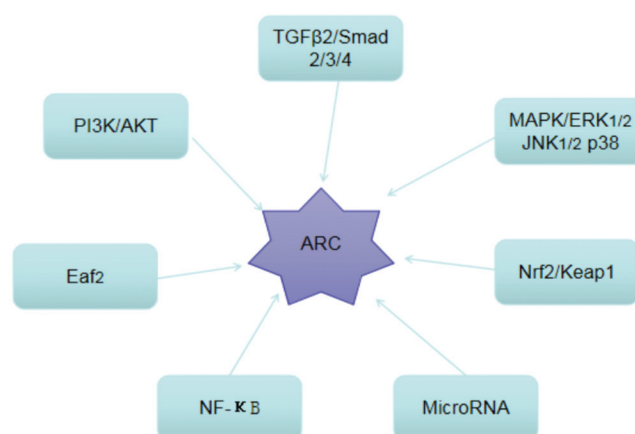 TGFβ2/Smad
2/3/4
PI3K/AKT
MAPK/ERK1/2
JNK1/2 p38
ARC
Eaf2
Nrf2/Keap1
NF-κB
MicroRNA